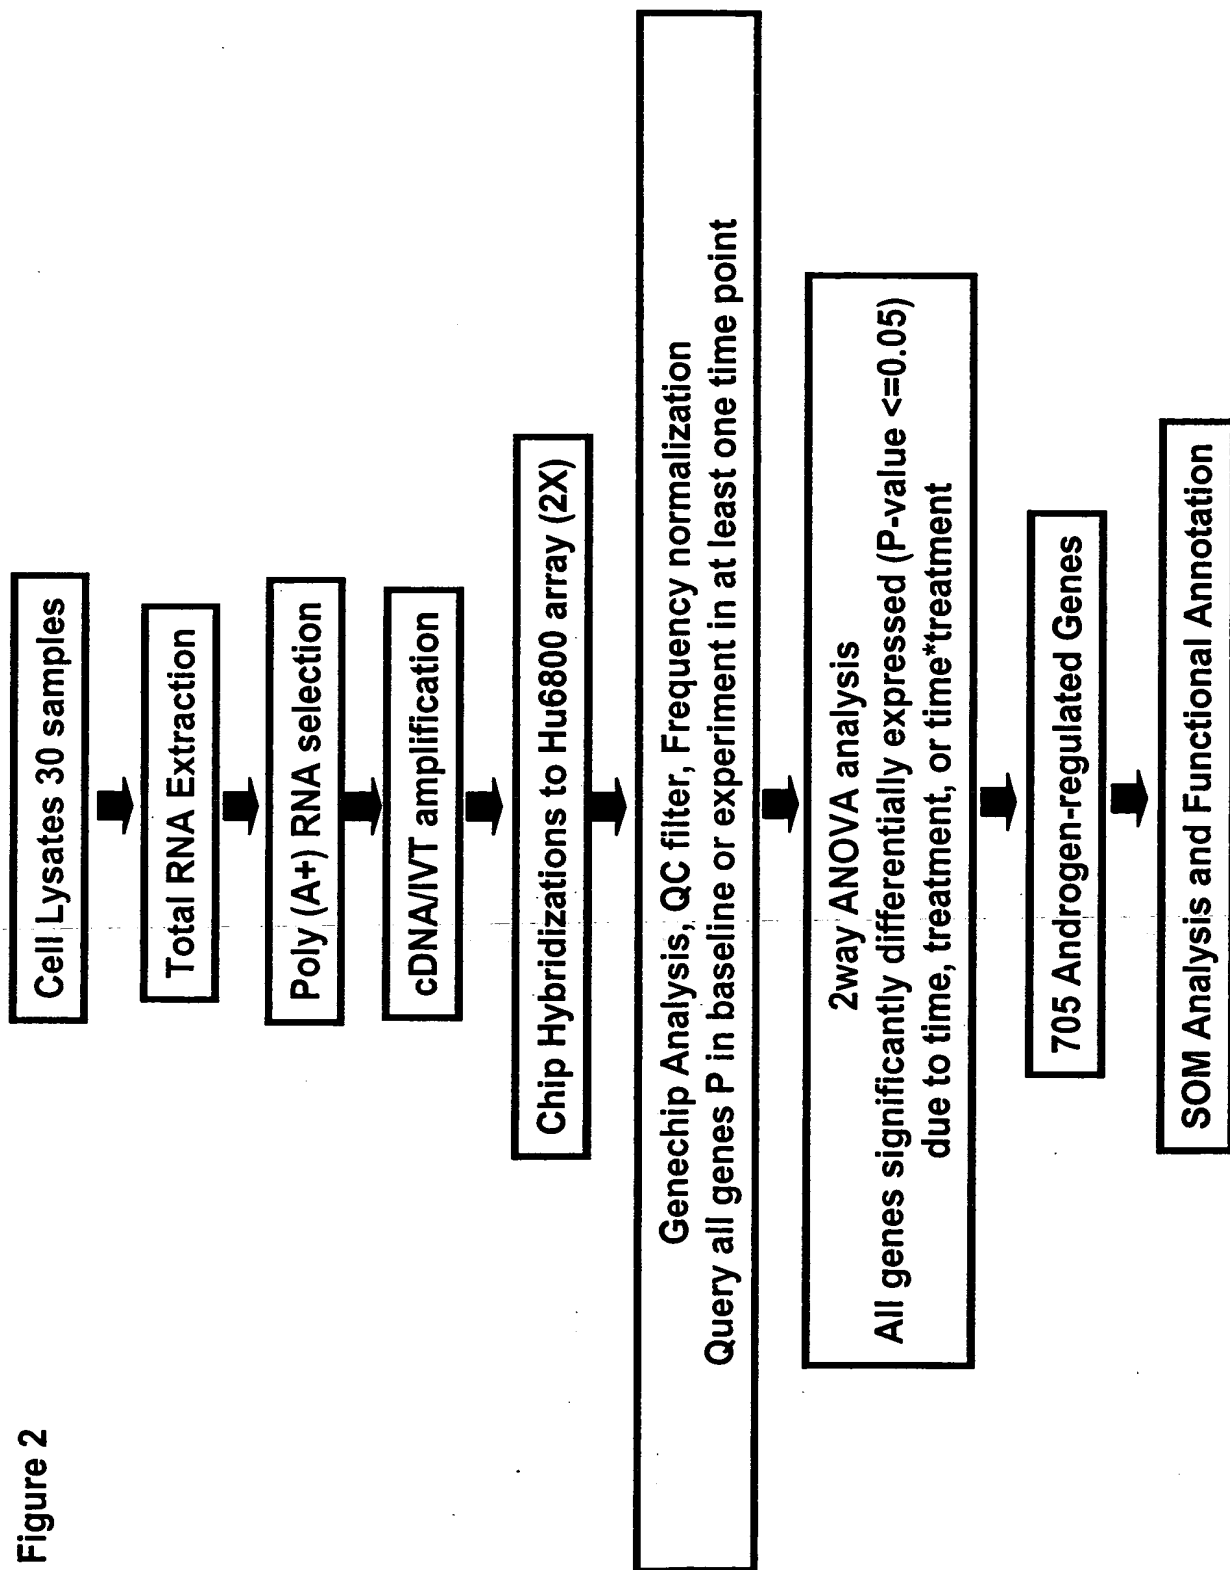 Figure 2
Cell Lysates 30 samples
Total RNA Extraction
Poly (A+) RNA selection
cDNA/IVT amplification
Chip Hybridizations to Hu6800 array (2X)
Genechip Analysis, QC filter, Frequency normalization
Query all genes P in baseline or experiment in at least one time point
2way ANOVA analysis
All genes significantly differentially expressed (P-value <=0.05)
due to time, treatment, or time*treatment
705 Androgen-regulated Genes
SOM Analysis and Functional Annotation